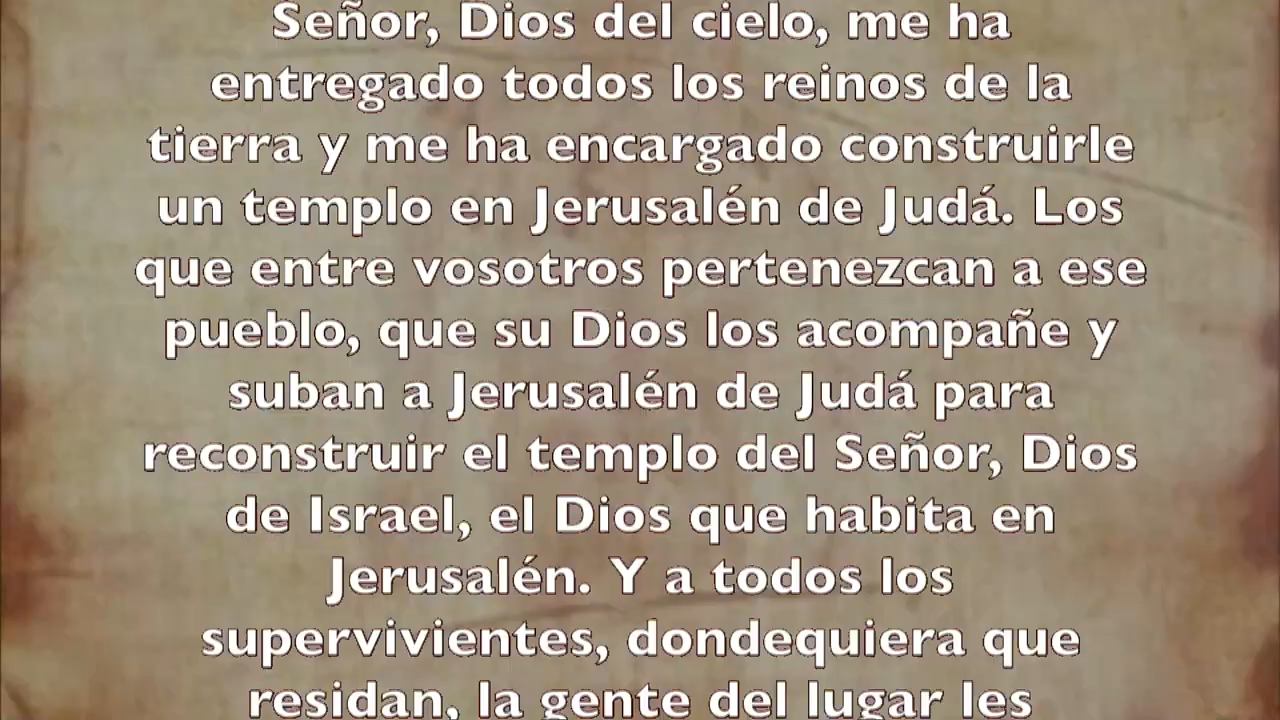 Señor, Dios del cielo, me ha
entregado todos los reinos de la
tierra y me ha encargado construirle
un templo en Jerusalén de Judá. Los
que entre vosotros pertenezcan a ese
pueblo, que su Dios los acompañe y
suban a Jerusalén de Judá para
reconstruir el templo del Señor, Dios
de Israel, el Dios que habita en
Jerusalén. Y a todos los
supervivientes, dondequiera que
residan, la gente del lugar les